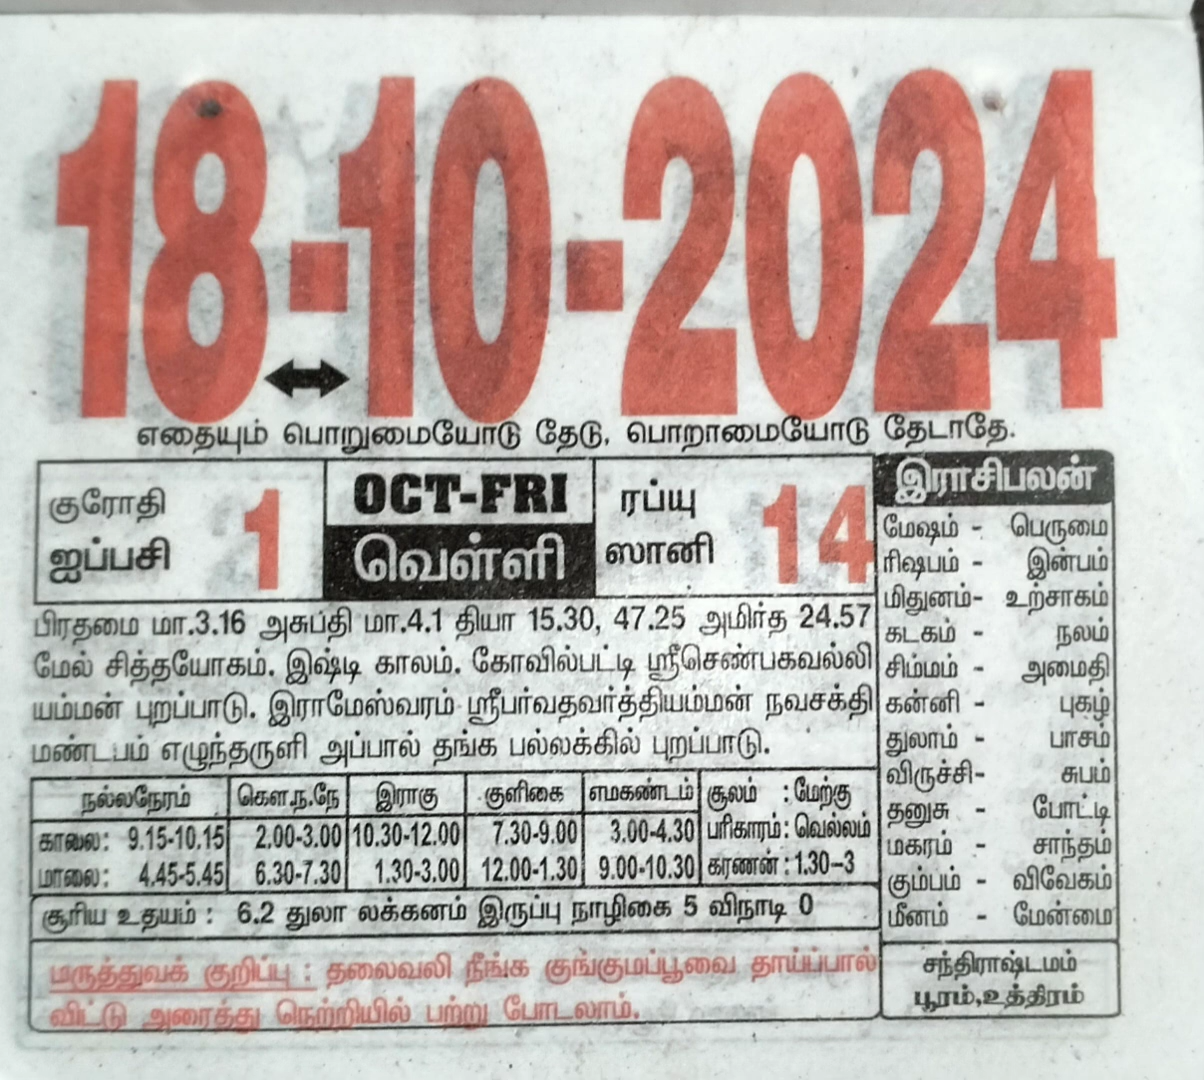 18-10-2024
எதையும் பொறுமையோடு தேடு, பொறாமையோடு தேடாதே.
குரோதி
ஐப்பசி
1
OCT-FRI
வெள்ளி
ரப்யு
ஸானி
14
பிரதமை மா.3.16 அசுபதி மா.4.1 தியா 15.30, 47.25 அமிர்த 24.57
மேல் சித்தயோகம். இஷ்டி காலம். கோவில்பட்டி ஸ்ரீசெண்பகவல்லி
யம்மன் புறப்பாடு. இராமேஸ்வரம் ஸ்ரீபர்வதவர்த்தியம்மன் நவசக்தி
மண்டபம் எழுந்தருளி அப்பால் தங்க பல்லக்கில் புறப்பாடு.
நல்லநேரம் கௌ.ந.நே இராகு குளிகை எமகண்டம் சூலம் : மேற்கு
காலை: 9.15-10.15 2.00-3.00 10.30-12.00 7.30-9.00 3.00-4.30 பரிகாரம் : வெல்லம்
மாலை: 4.45-5.45 6.30-7.30 1.30-3.00 12.00-1.30 9.00-10.30 கரணன் : 1.30-3
சூரிய உதயம் : 6.2 துலா லக்கனம் இருப்பு நாழிகை 5 விநாடி 0
மருத்துவக் குறிப்பு : தலைவலி நீங்க குங்குமப்பூவை தாய்ப்பால்
விட்டு அரைத்து நெற்றியில் பற்று போடலாம்.
இராசிபலன்
மேஷம் - பெருமை
ரிஷபம் - இன்பம்
மிதுனம்- உற்சாகம்
கடகம் - நலம்
சிம்மம் - அமைதி
கன்னி - புகழ்
துலாம் - பாசம்
விருச்சி- சுபம்
தனுசு - போட்டி
மகரம் - சாந்தம்
கும்பம் - விவேகம்
மீனம் - மேன்மை
சந்திராஷ்டமம்
பூரம்,உத்திரம்